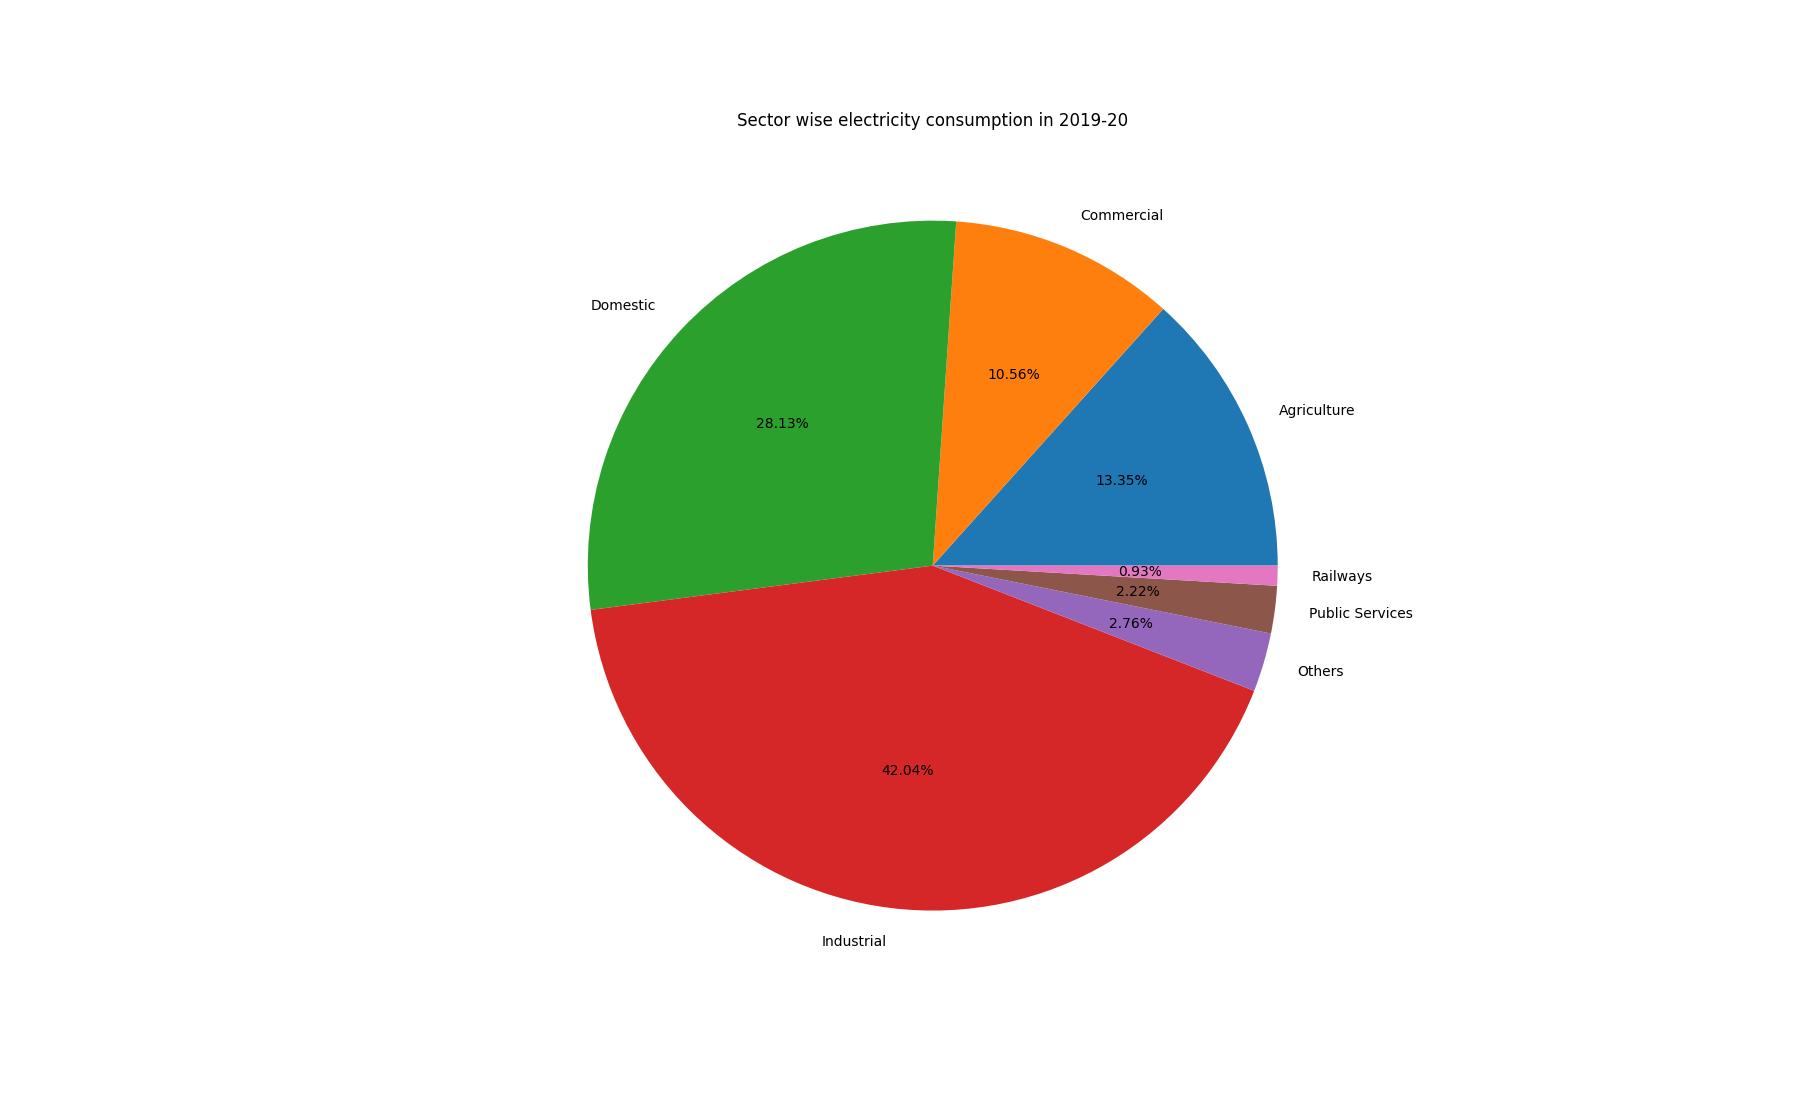 Sector wise electricity consumption in 2019-20
Commercial
Domestic
10.56%
Agriculture
28.13%
13.35%
0.93%
Railways
2.22%
Public Services
2.76%
Others
42.04%
Industrial